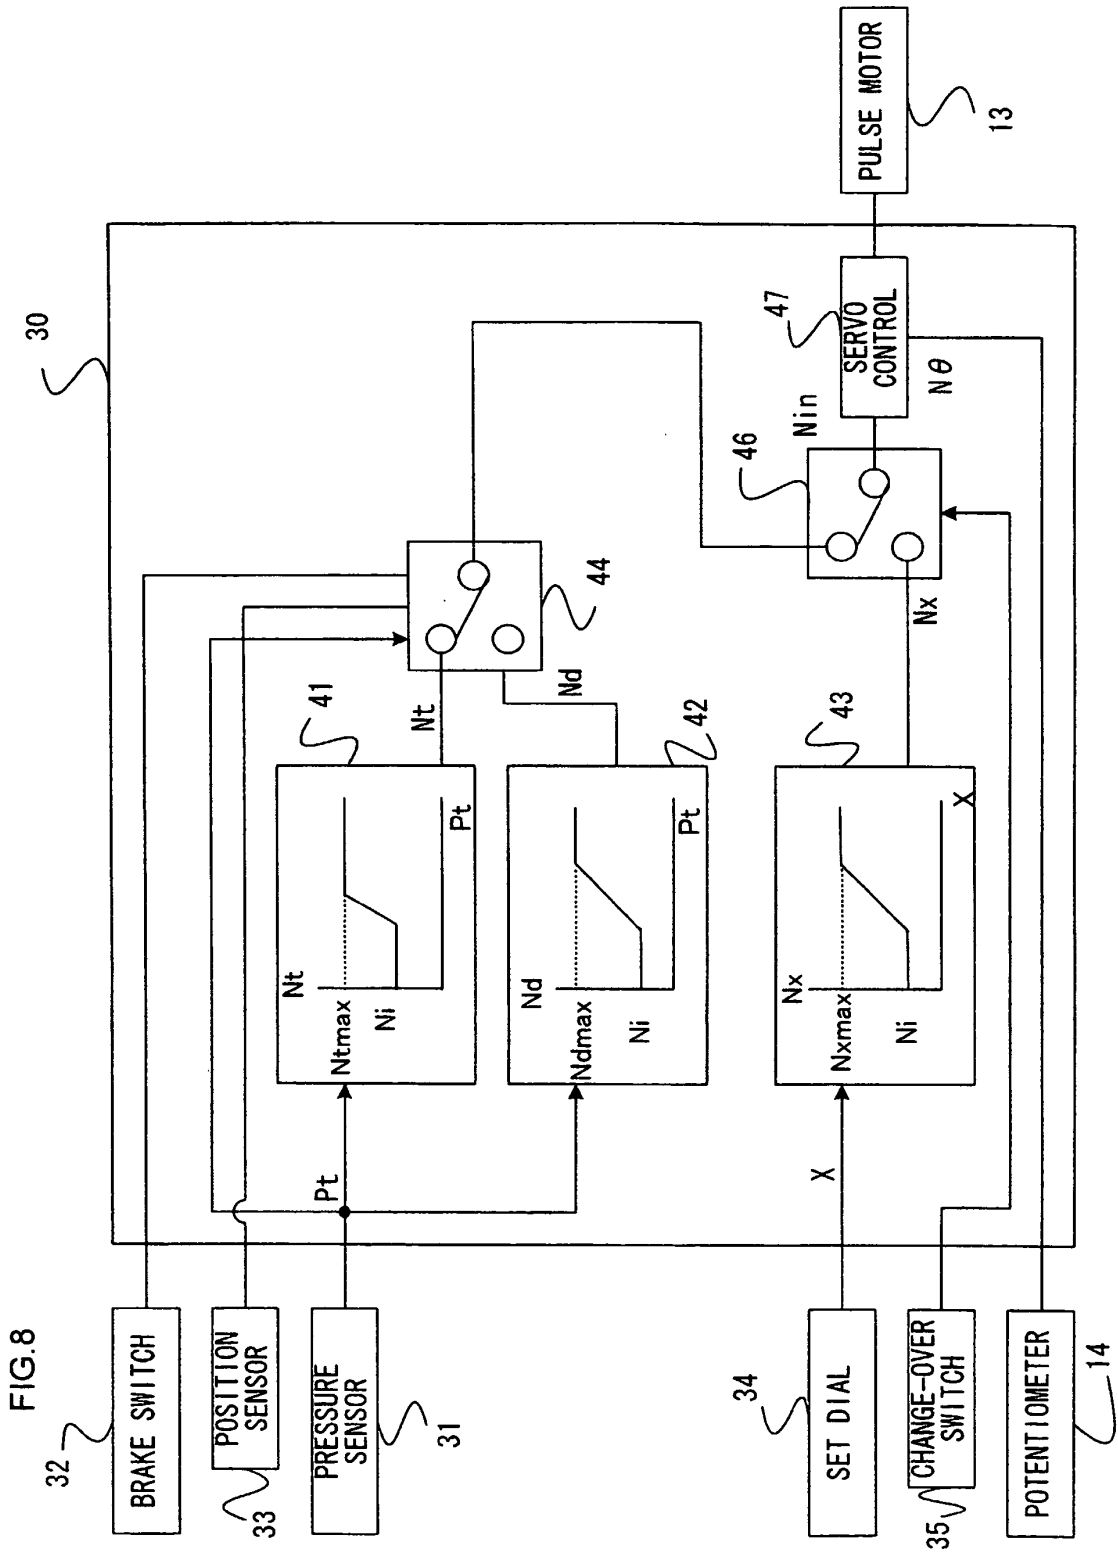 FIG.8
32
BRAKE SWITCH
33
POSITION
SENSOR
31
PRESSURE
SENSOR
34
SET DIAL
35
CHANGE-OVER
SWITCH
14
POTENTIOMETER
30
Pt
X
41
Nt
Ntmax
Ni
Pt
42
Nd
Ndmax
Ni
Pt
43
Nx
Nxmax
Ni
X
Nt
Nd
44
Nx
46
Nin
47
SERVO
CONTROL
Nθ
PULSE MOTOR
13